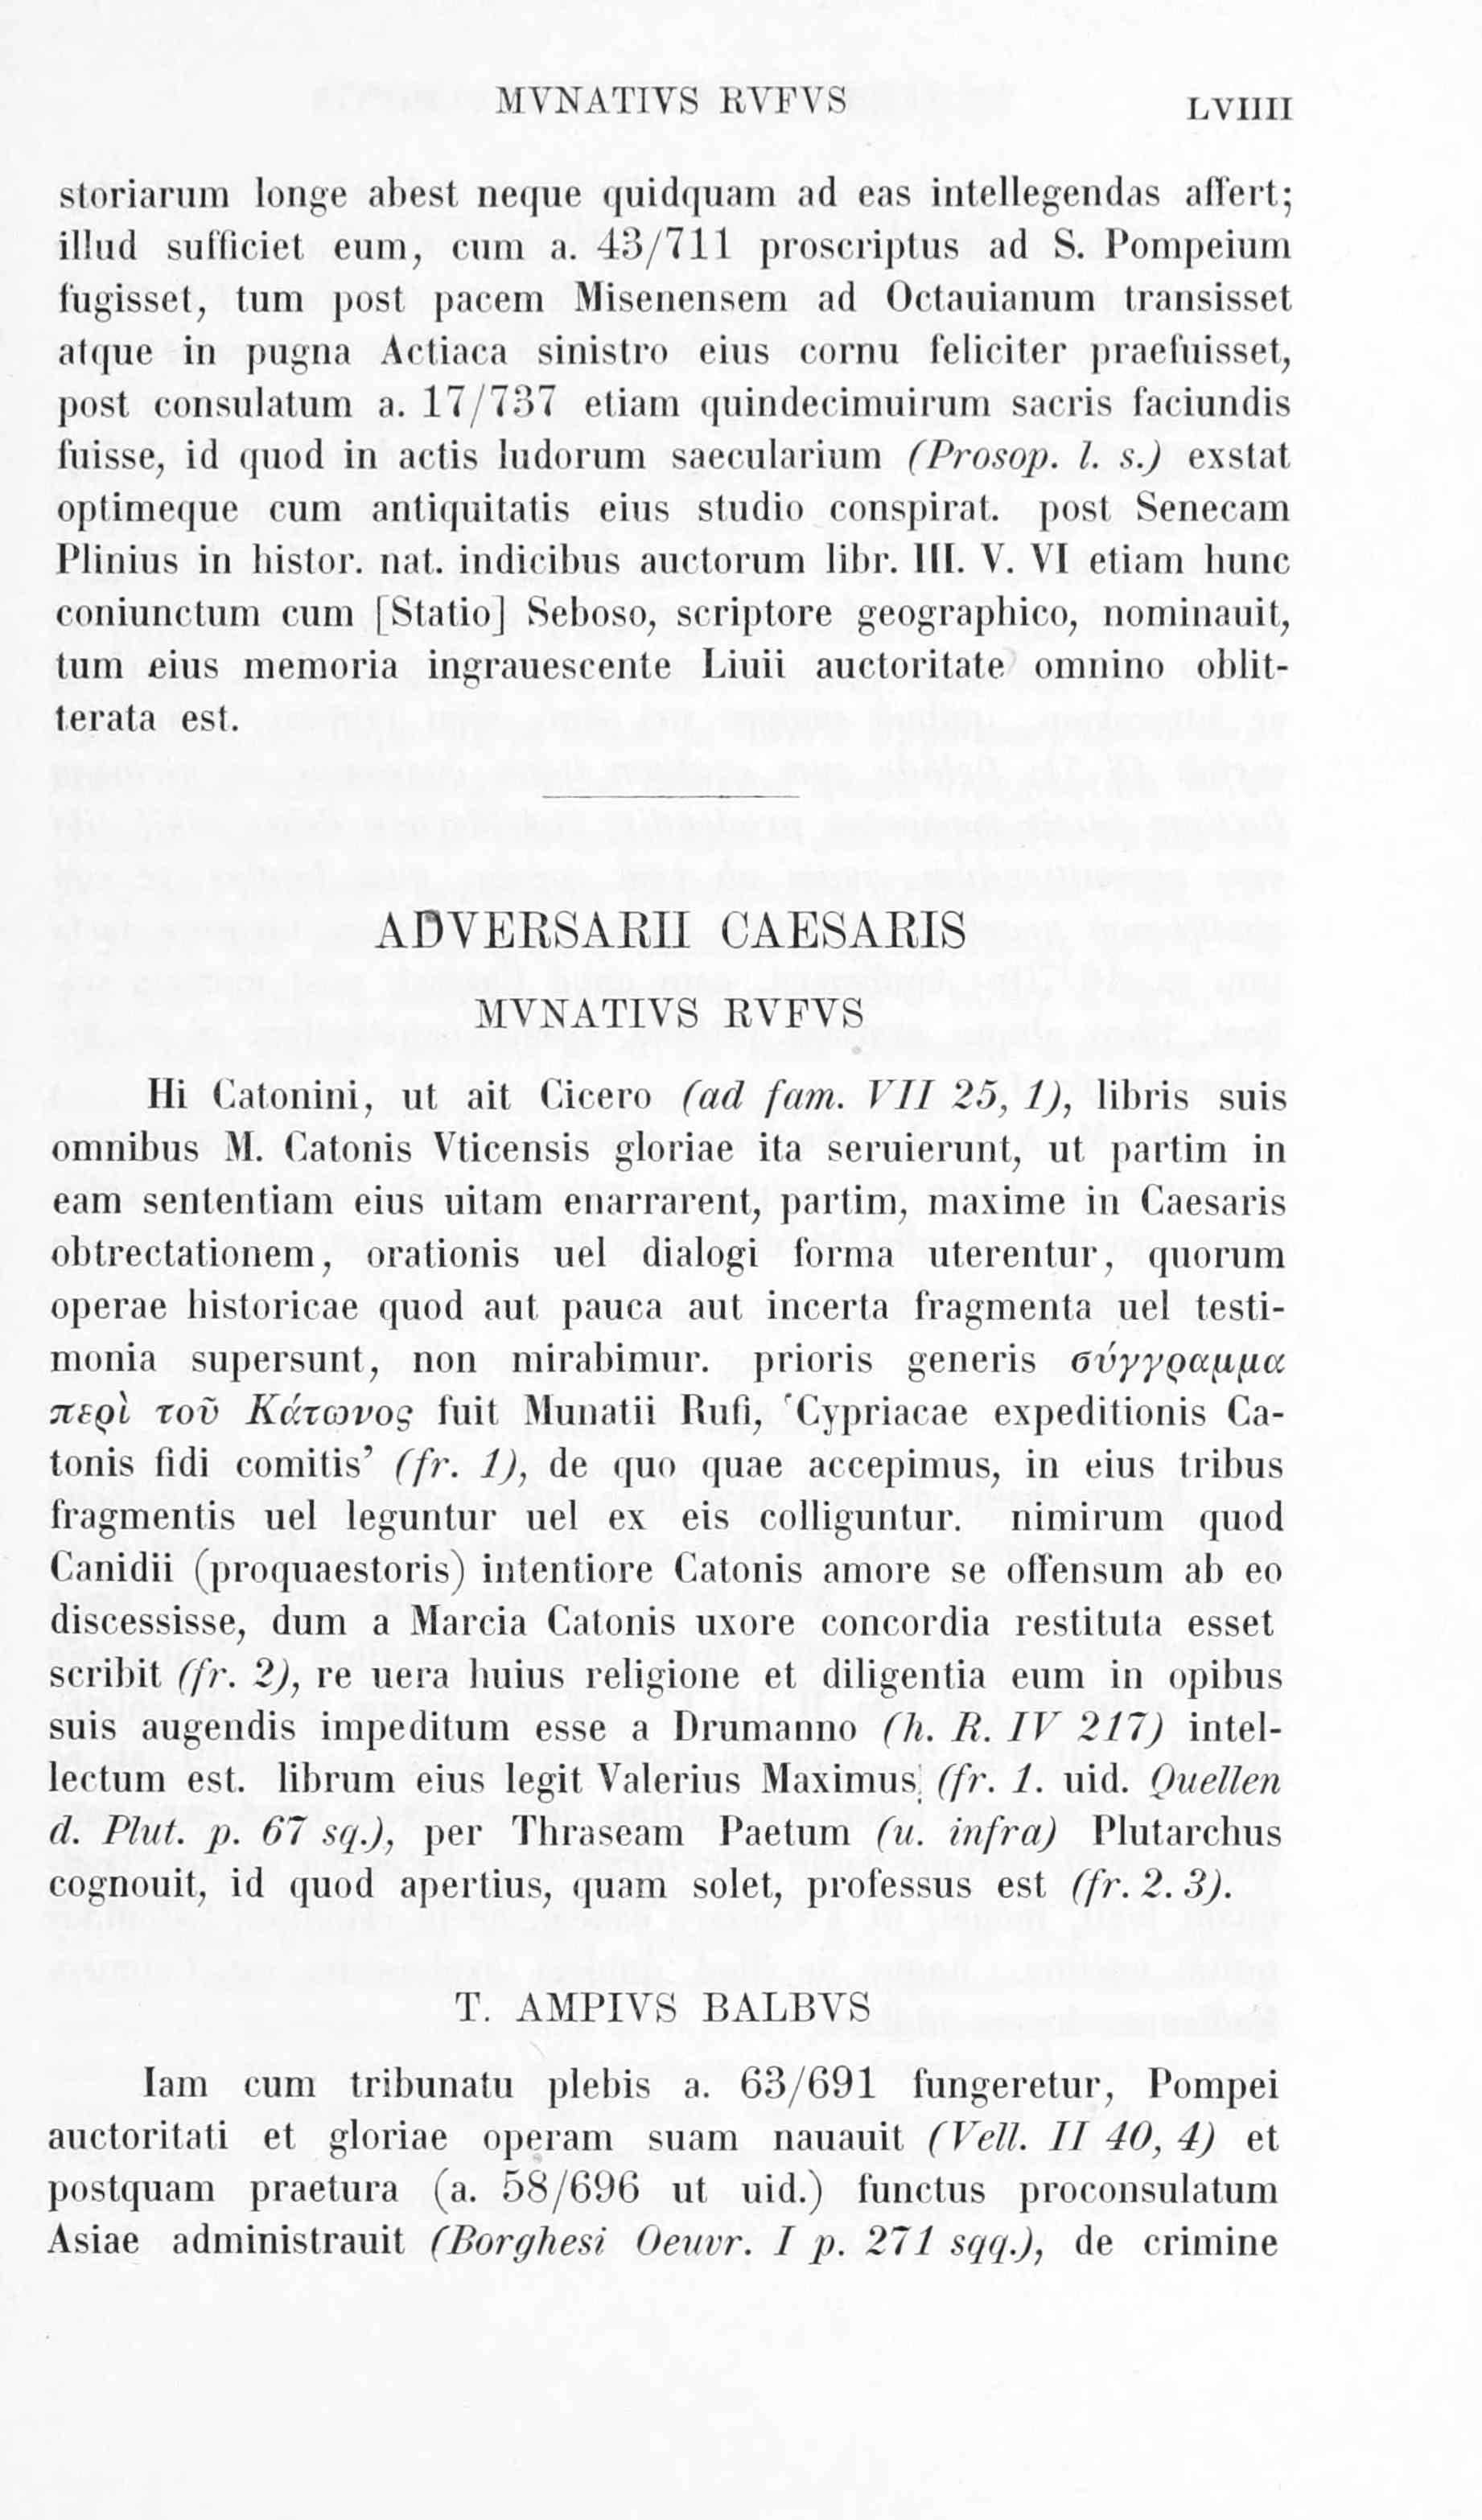 MVNATIVS RVFVS LVIIII
storiarum longe abest neque quidquam ad eas intellegendas affert;
illud sufficiet eum, cum a. 43/711 proscriptus ad S. Pompeium
fugisset, tum post pacem Misenensem ad Octauianum transisset
atque in pugna Actiaca sinistro eius cornu feliciter praefuisset,
post consulatum a. 17/737 etiam quindecimuirum sacris faciundis
fuisse, id quod in actis ludorum saecularium (Prosop. l. s.) exstat
optimeque cum antiquitatis eius studio conspirat. post Senecam
Plinius in histor. nat. indicibus auctorum libr. III. V. VI etiam hunc
coniunctum cum [Statio] Seboso, scriptore geographico, nominauit,
tum eius memoria ingrauescente Liuii auctoritate omnino oblit-
terata est.
ADVERSARII CAESARIS
MVNATIVS RVFVS
Hi Catonini, ut ait Cicero (ad fam. VII 25, 1), libris suis
omnibus M. Catonis Vticensis gloriae ita seruierunt, ut partim in
eam sententiam eius uitam enarrarent, partim, maxime in Caesaris
obtrectationem, orationis uel dialogi forma uterentur, quorum
operae historicae quod aut pauca aut incerta fragmenta uel testi-
monia supersunt, non mirabimur. prioris generis σύγγραμμα
περὶ τοῦ Κάτωνος fuit Munatii Rufi, ‘Cypriacae expeditionis Ca-
tonis fidi comitis’ (fr. 1), de quo quae accepimus, in eius tribus
fragmentis uel leguntur uel ex eis colliguntur. nimirum quod
Canidii (proquaestoris) intentiore Catonis amore se offensum ab eo
discessisse, dum a Marcia Catonis uxore concordia restituta esset
scribit (fr. 2), re uera huius religione et diligentia eum in opibus
suis augendis impeditum esse a Drumanno (h. R. IV 217) intel-
lectum est. librum eius legit Valerius Maximus (fr. 1. uid. Quellen
d. Plut. p. 67 sq.), per Thraseam Paetum (u. infra) Plutarchus
cognouit, id quod apertius, quam solet, professus est (fr. 2. 3).
T. AMPIVS BALBVS
Iam cum tribunatu plebis a. 63/691 fungeretur, Pompei
auctoritati et gloriae operam suam nauauit (Vell. II 40, 4) et
postquam praetura (a. 58/696 ut uid.) functus proconsulatum
Asiae administrauit (Borghesi Oeuvr. I p. 271 sqq.), de crimine